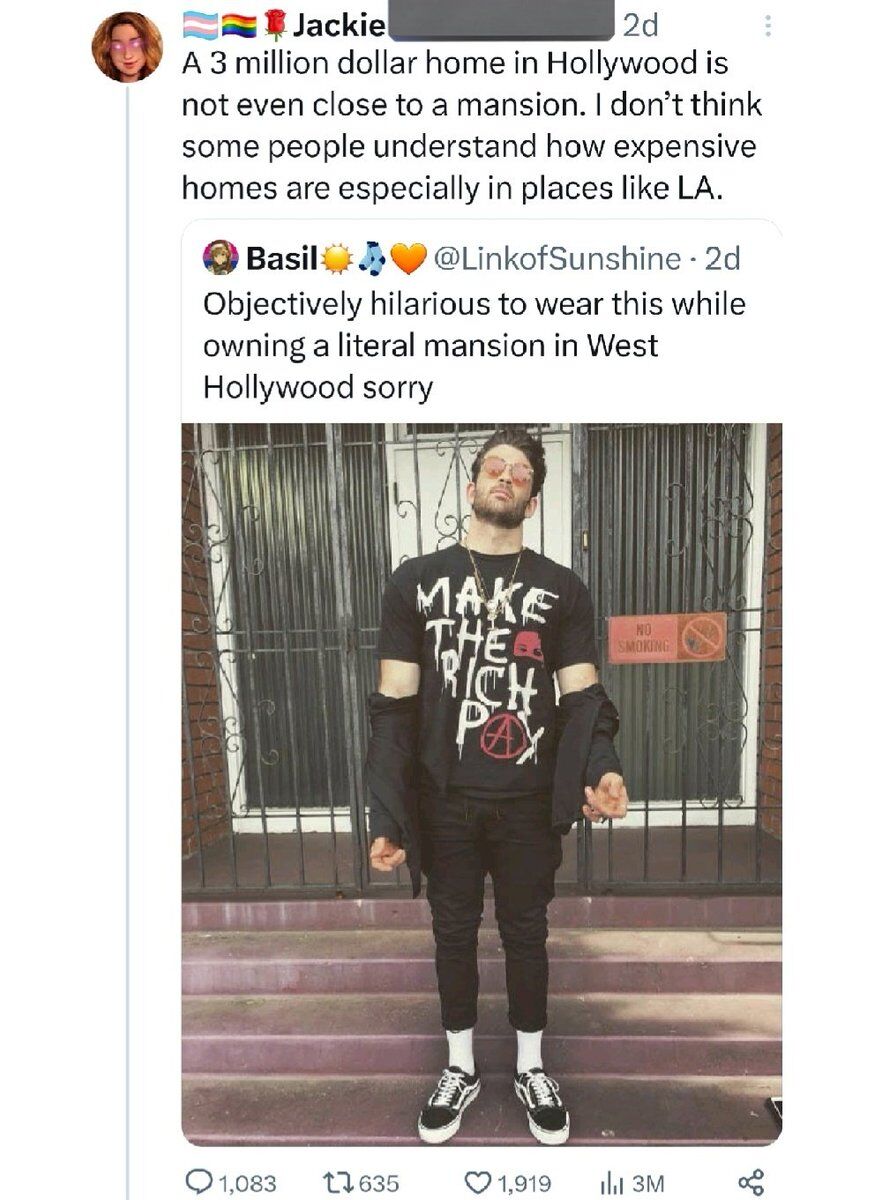 🏳️‍⚧️🏳️‍🌈🌹Jackie 2d
A 3 million dollar home in Hollywood is
not even close to a mansion. I don’t think
some people understand how expensive
homes are especially in places like LA.
Basil☀️🧦🧡 @LinkofSunshine · 2d
Objectively hilarious to wear this while
owning a literal mansion in West
Hollywood sorry
MAKE
THE
RICH
PAY
NO
SMOKING
1,083 635 1,919 3M